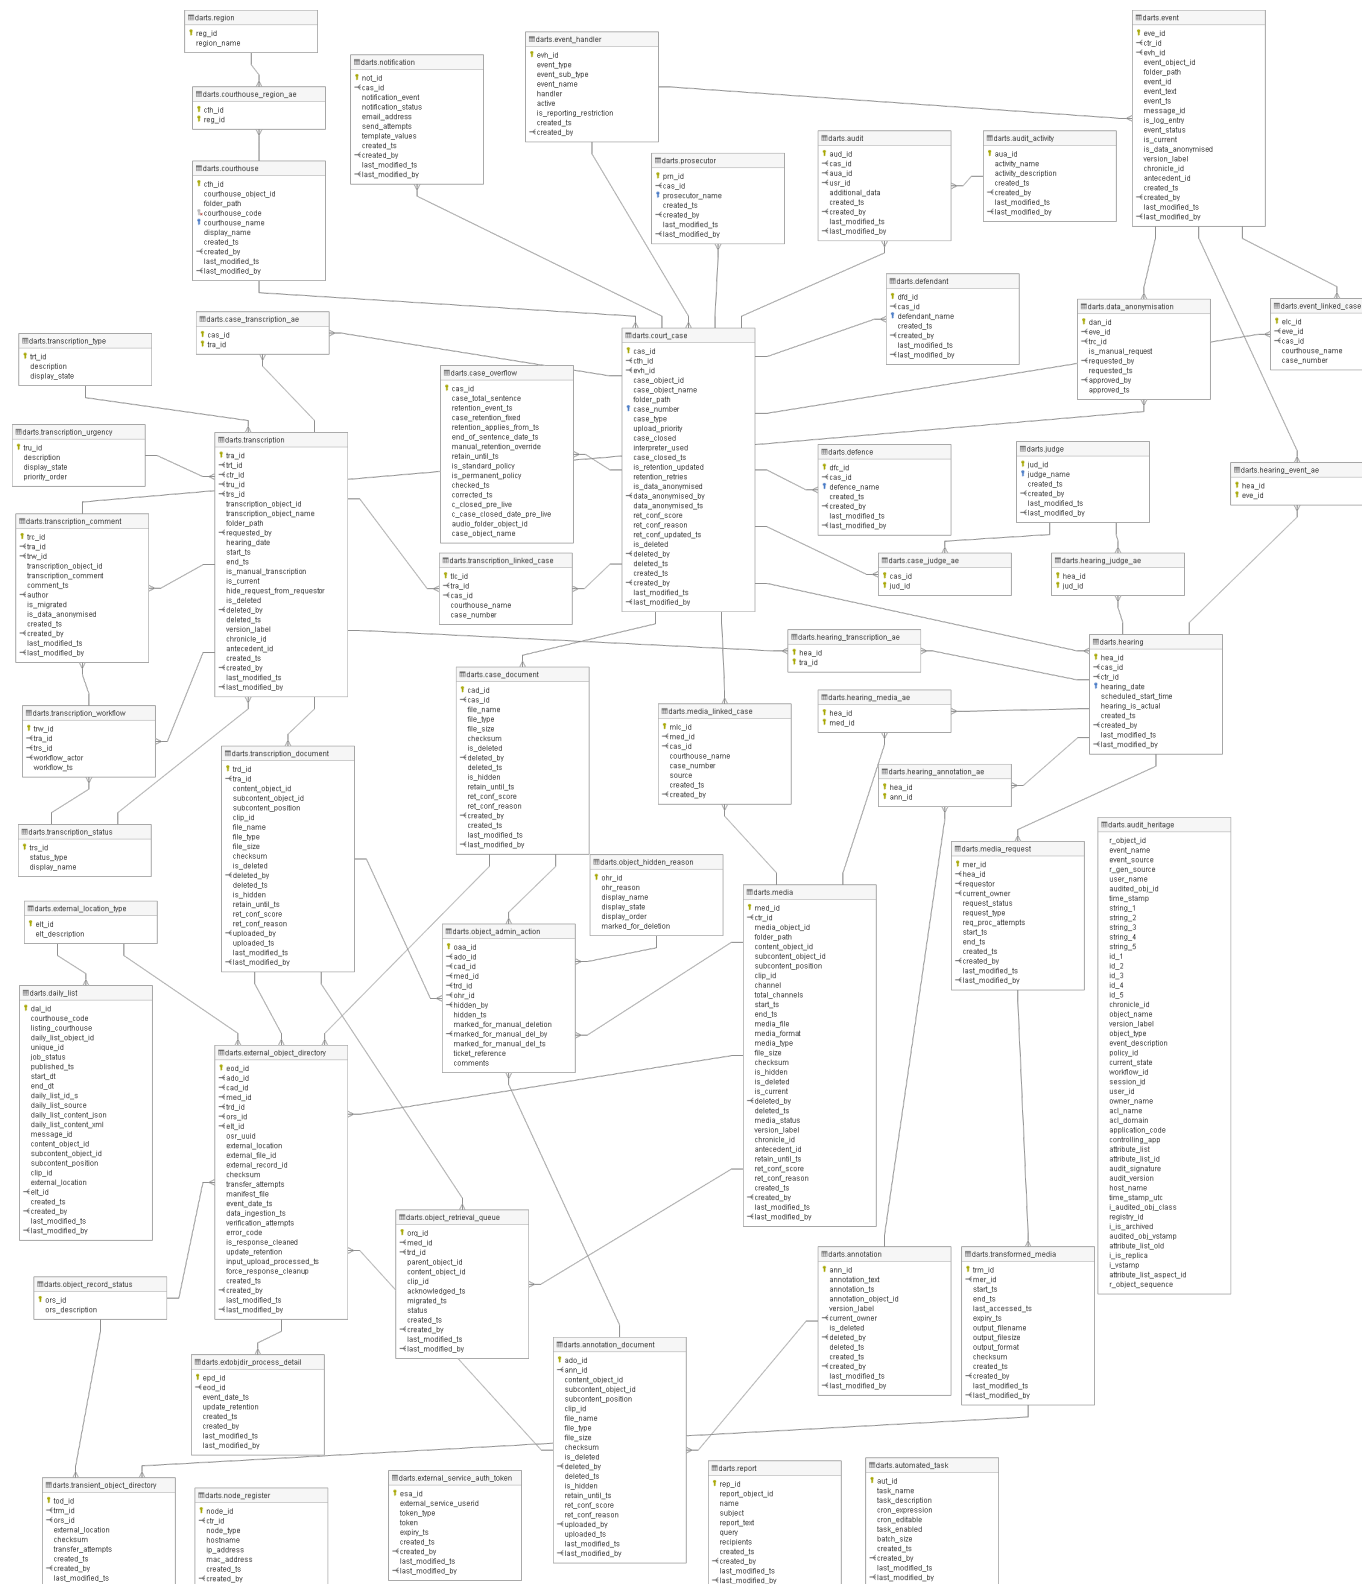 darts.region
reg_id
region_name
darts.courthouse_region_ae
cth_id
reg_id
darts.courthouse
cth_id
courthouse_object_id
folder_path
courthouse_code
courthouse_name
display_name
created_ts
created_by
last_modified_ts
last_modified_by
darts.notification
not_id
cas_id
notification_event
notification_status
email_address
send_attempts
template_values
created_ts
created_by
last_modified_ts
last_modified_by
darts.event_handler
evh_id
event_type
event_sub_type
event_name
handler
active
is_reporting_restriction
created_ts
created_by
darts.prosecutor
prn_id
cas_id
prosecutor_name
created_ts
created_by
last_modified_ts
last_modified_by
darts.audit
aud_id
cas_id
aua_id
usr_id
additional_data
created_ts
created_by
last_modified_ts
last_modified_by
darts.audit_activity
aua_id
activity_name
activity_description
created_ts
created_by
last_modified_ts
last_modified_by
darts.event
eve_id
ctr_id
evh_id
event_object_id
folder_path
event_id
event_text
event_ts
message_id
is_log_entry
event_status
is_current
is_data_anonymised
version_label
chronicle_id
antecedent_id
created_ts
created_by
last_modified_ts
last_modified_by
darts.defendant
dfd_id
cas_id
defendant_name
created_ts
created_by
last_modified_ts
last_modified_by
darts.data_anonymisation
dan_id
eve_id
trc_id
is_manual_request
requested_by
requested_ts
approved_by
approved_ts
darts.event_linked_case
elc_id
eve_id
cas_id
courthouse_name
case_number
darts.case_transcription_ae
cas_id
tra_id
darts.transcription_type
trt_id
description
display_state
darts.court_case
cas_id
cth_id
evh_id
case_object_id
case_object_name
folder_path
case_number
case_type
upload_priority
case_closed
interpreter_used
case_closed_ts
is_retention_updated
retention_retries
is_data_anonymised
data_anonymised_by
data_anonymised_ts
ret_conf_score
ret_conf_reason
ret_conf_updated_ts
is_deleted
deleted_by
deleted_ts
created_ts
created_by
last_modified_ts
last_modified_by
darts.case_overflow
cas_id
case_total_sentence
retention_event_ts
case_retention_fixed
retention_applies_from_ts
end_of_sentence_date_ts
manual_retention_override
retain_until_ts
is_standard_policy
is_permanent_policy
checked_ts
corrected_ts
c_closed_pre_live
c_case_closed_date_pre_live
audio_folder_object_id
case_object_name
darts.transcription_urgency
tru_id
description
display_state
priority_order
darts.transcription
tra_id
trt_id
ctr_id
tru_id
trs_id
transcription_object_id
transcription_object_name
folder_path
requested_by
hearing_date
start_ts
end_ts
is_manual_transcription
is_current
hide_request_from_requestor
is_deleted
deleted_by
deleted_ts
version_label
chronicle_id
antecedent_id
created_ts
created_by
last_modified_ts
last_modified_by
darts.defence
dfc_id
cas_id
defence_name
created_ts
created_by
last_modified_ts
last_modified_by
darts.judge
jud_id
judge_name
created_ts
created_by
last_modified_ts
last_modified_by
darts.hearing_event_ae
hea_id
eve_id
darts.transcription_comment
trc_id
tra_id
trw_id
transcription_object_id
transcription_comment
comment_ts
author
is_migrated
is_data_anonymised
created_ts
created_by
last_modified_ts
last_modified_by
darts.transcription_linked_case
tlc_id
tra_id
cas_id
courthouse_name
case_number
darts.case_judge_ae
cas_id
jud_id
darts.hearing_judge_ae
hea_id
jud_id
darts.hearing_transcription_ae
hea_id
tra_id
darts.hearing
hea_id
cas_id
ctr_id
hearing_date
scheduled_start_time
hearing_is_actual
created_ts
created_by
last_modified_ts
last_modified_by
darts.case_document
cad_id
cas_id
file_name
file_type
file_size
checksum
is_deleted
deleted_by
deleted_ts
is_hidden
retain_until_ts
ret_conf_score
ret_conf_reason
created_by
created_ts
last_modified_ts
last_modified_by
darts.hearing_media_ae
hea_id
med_id
darts.transcription_workflow
trw_id
tra_id
trs_id
workflow_actor
workflow_ts
darts.media_linked_case
mlc_id
med_id
cas_id
courthouse_name
case_number
source
created_ts
created_by
darts.transcription_document
trd_id
tra_id
content_object_id
subcontent_object_id
subcontent_position
clip_id
file_name
file_type
file_size
checksum
is_deleted
deleted_by
deleted_ts
is_hidden
retain_until_ts
ret_conf_score
ret_conf_reason
uploaded_by
uploaded_ts
last_modified_ts
last_modified_by
darts.hearing_annotation_ae
hea_id
ann_id
darts.transcription_status
trs_id
status_type
display_name
darts.object_hidden_reason
ohr_id
ohr_reason
display_name
display_state
display_order
marked_for_deletion
darts.media_request
mer_id
hea_id
requestor
current_owner
request_status
request_type
req_proc_attempts
start_ts
end_ts
created_ts
created_by
last_modified_ts
last_modified_by
darts.audit_heritage
r_object_id
event_name
event_source
r_gen_source
user_name
audited_obj_id
time_stamp
string_1
string_2
string_3
string_4
string_5
id_1
id_2
id_3
id_4
id_5
chronicle_id
object_name
version_label
object_type
event_description
policy_id
current_state
workflow_id
session_id
user_id
owner_name
acl_name
acl_domain
application_code
controlling_app
attribute_list
attribute_list_id
audit_signature
audit_version
host_name
time_stamp_utc
i_audited_obj_class
registry_id
i_is_archived
audited_obj_vstamp
attribute_list_old
i_is_replica
i_vstamp
attribute_list_aspect_id
r_object_sequence
darts.external_location_type
elt_id
elt_description
darts.media
med_id
ctr_id
media_object_id
folder_path
content_object_id
subcontent_object_id
subcontent_position
clip_id
channel
total_channels
start_ts
end_ts
media_file
media_format
media_type
file_size
checksum
is_hidden
is_deleted
is_current
deleted_by
deleted_ts
media_status
version_label
chronicle_id
antecedent_id
retain_until_ts
ret_conf_score
ret_conf_reason
created_ts
created_by
last_modified_ts
last_modified_by
darts.object_admin_action
oaa_id
ado_id
cad_id
med_id
trd_id
ohr_id
hidden_by
hidden_ts
marked_for_manual_deletion
marked_for_manual_del_by
marked_for_manual_del_ts
ticket_reference
comments
darts.daily_list
dal_id
courthouse_code
listing_courthouse
daily_list_object_id
unique_id
job_status
published_ts
start_dt
end_dt
daily_list_id_s
daily_list_source
daily_list_content_json
daily_list_content_xml
message_id
content_object_id
subcontent_object_id
subcontent_position
clip_id
external_location
elt_id
created_ts
created_by
last_modified_ts
last_modified_by
darts.external_object_directory
eod_id
ado_id
cad_id
med_id
trd_id
ors_id
elt_id
osr_uuid
external_location
external_file_id
external_record_id
checksum
transfer_attempts
manifest_file
event_date_ts
data_ingestion_ts
verification_attempts
error_code
is_response_cleaned
update_retention
input_upload_processed_ts
force_response_cleanup
created_ts
created_by
last_modified_ts
last_modified_by
darts.object_retrieval_queue
orq_id
med_id
trd_id
parent_object_id
content_object_id
clip_id
acknowledged_ts
migrated_ts
status
created_ts
created_by
last_modified_ts
last_modified_by
darts.annotation
ann_id
annotation_text
annotation_ts
annotation_object_id
version_label
current_owner
is_deleted
deleted_by
deleted_ts
created_ts
created_by
last_modified_ts
last_modified_by
darts.transformed_media
trm_id
mer_id
start_ts
end_ts
last_accessed_ts
expiry_ts
output_filename
output_filesize
output_format
checksum
created_ts
created_by
last_modified_ts
last_modified_by
darts.object_record_status
ors_id
ors_description
darts.annotation_document
ado_id
ann_id
content_object_id
subcontent_object_id
subcontent_position
clip_id
file_name
file_type
file_size
checksum
is_deleted
deleted_by
deleted_ts
is_hidden
retain_until_ts
ret_conf_score
ret_conf_reason
uploaded_by
uploaded_ts
last_modified_ts
last_modified_by
darts.extobjdir_process_detail
epd_id
eod_id
event_date_ts
update_retention
created_ts
created_by
last_modified_ts
last_modified_by
darts.transient_object_directory
tod_id
trm_id
ors_id
external_location
checksum
transfer_attempts
created_ts
created_by
last_modified_ts
darts.node_register
node_id
ctr_id
node_type
hostname
ip_address
mac_address
created_ts
created_by
darts.external_service_auth_token
esa_id
external_service_userid
token_type
token
expiry_ts
created_ts
created_by
last_modified_ts
last_modified_by
darts.report
rep_id
report_object_id
name
subject
report_text
query
recipients
created_ts
created_by
last_modified_ts
last_modified_by
darts.automated_task
aut_id
task_name
task_description
cron_expression
cron_editable
task_enabled
batch_size
created_ts
created_by
last_modified_ts
last_modified_by